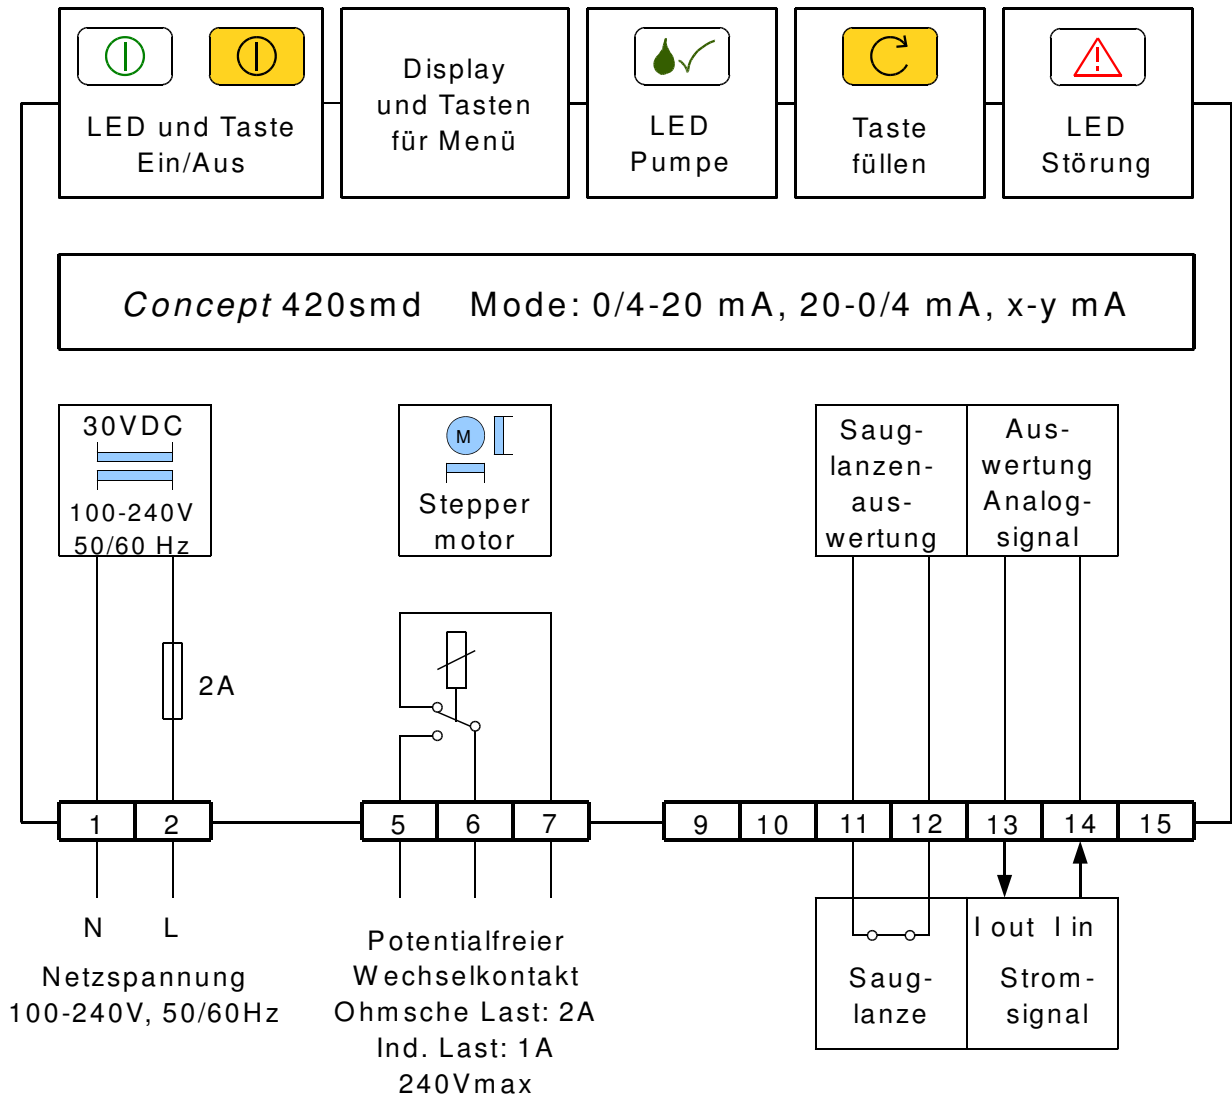 LED und Taste
Ein/Aus
Display
und Tasten
für Menü
LED
Pumpe
Taste
füllen
LED
Störung
Concept 420smd Mode: 0/4-20 mA, 20-0/4 mA, x-y mA
30VDC
100-240V
50/60 Hz
M
Stepper
motor
Saug-
lanzen-
aus-
wertung
Aus-
wertung
Analog-
signal
2A
1 2 5 6 7 9 10 11 12 13 14 15
N L
Netzspannung
100-240V, 50/60Hz
Potentialfreier
Wechselkontakt
Ohmsche Last: 2A
Ind. Last: 1A
240Vmax
Saug-
lanze
I out I in
Strom-
signal